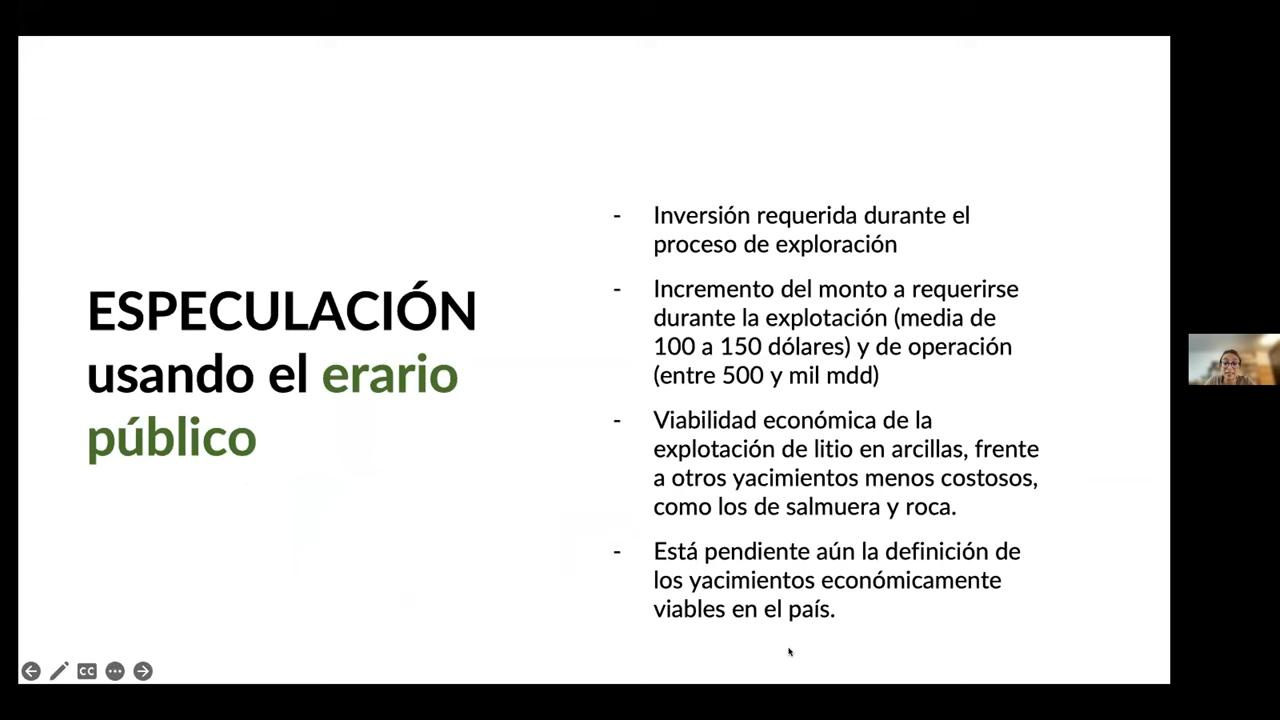 ESPECULACIÓN
usando el erario
público
- Inversión requerida durante el
proceso de exploración
- Incremento del monto a requerirse
durante la explotación (media de
100 a 150 dólares) y de operación
(entre 500 y mil mdd)
- Viabilidad económica de la
explotación de litio en arcillas, frente
a otros yacimientos menos costosos,
como los de salmuera y roca.
- Está pendiente aún la definición de
los yacimientos económicamente
viables en el país.
CC